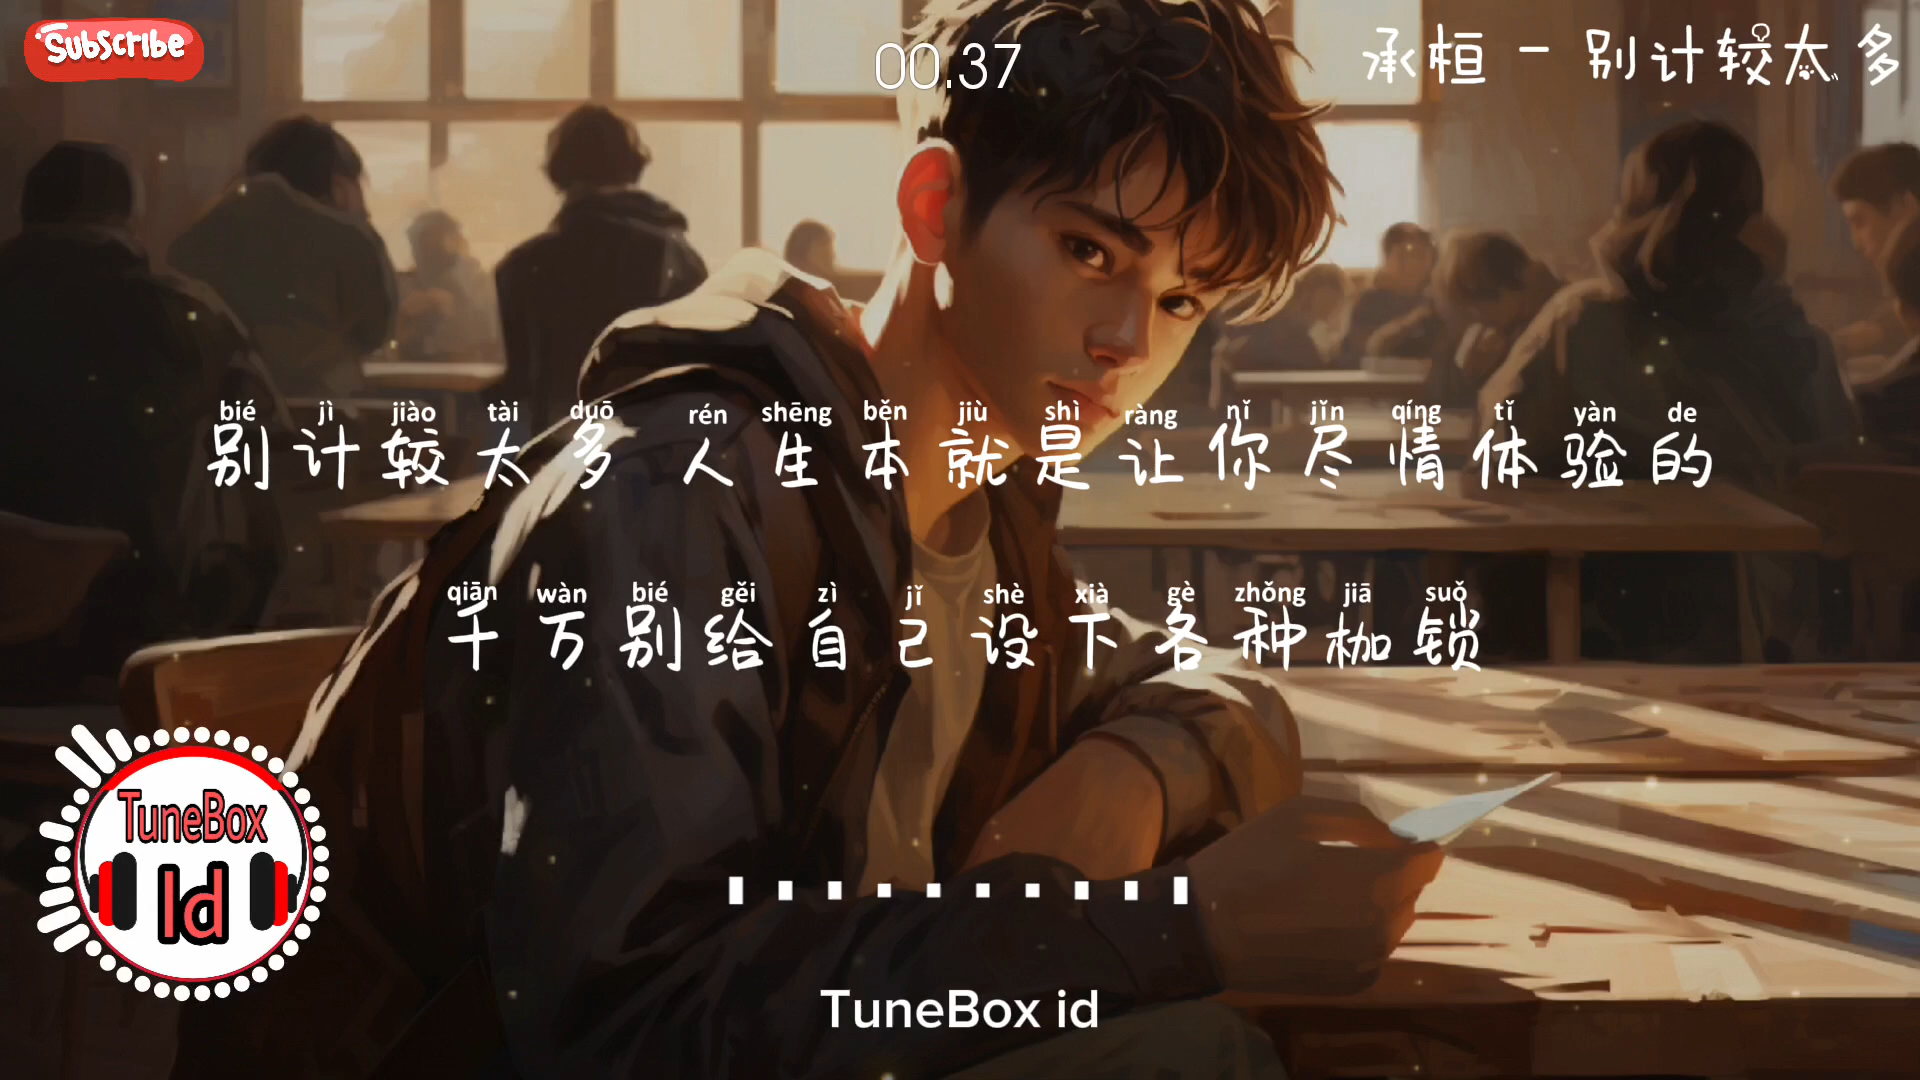 Subscribe
00.37
承桓 - 别计较太多
bié jì jiào tài duō rén shēng běn jiù shì ràng nǐ jǐn qíng tǐ yàn de
别计较太多 人生本就是让你尽情体验的
qiān wàn bié gěi zì jǐ shè xià gè zhǒng jiā suǒ
千万别给自己设下各种枷锁
TuneBox
Id
TuneBox id